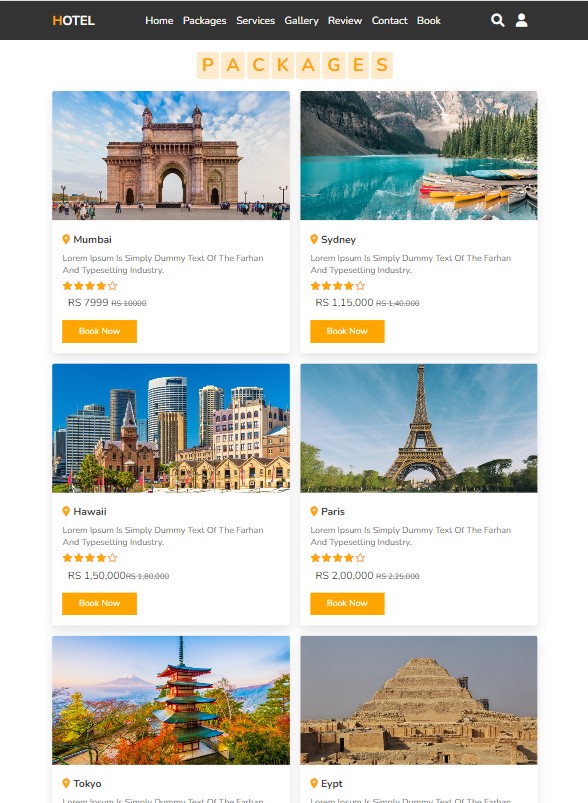 HOTEL
Home Packages Services Gallery Review Contact Book
PACKAGES
Mumbai
Lorem Ipsum Is Simply Dummy Text Of The Farhan
And Typesetting Industry.
RS 7999 RS 10000
Book Now
Sydney
Lorem Ipsum Is Simply Dummy Text Of The Farhan
And Typesetting Industry.
RS 1,15,000 RS 1,40,000
Book Now
Hawaii
Lorem Ipsum Is Simply Dummy Text Of The Farhan
And Typesetting Industry.
RS 1,50,000RS 1,80,000
Book Now
Paris
Lorem Ipsum Is Simply Dummy Text Of The Farhan
And Typesetting Industry.
RS 2,00,000 RS 2,25,000
Book Now
Tokyo
Lorem Ipsum Is Simply Dummy Text Of The Farhan
Eypt
Lorem Ipsum Is Simply Dummy Text Of The Farhan